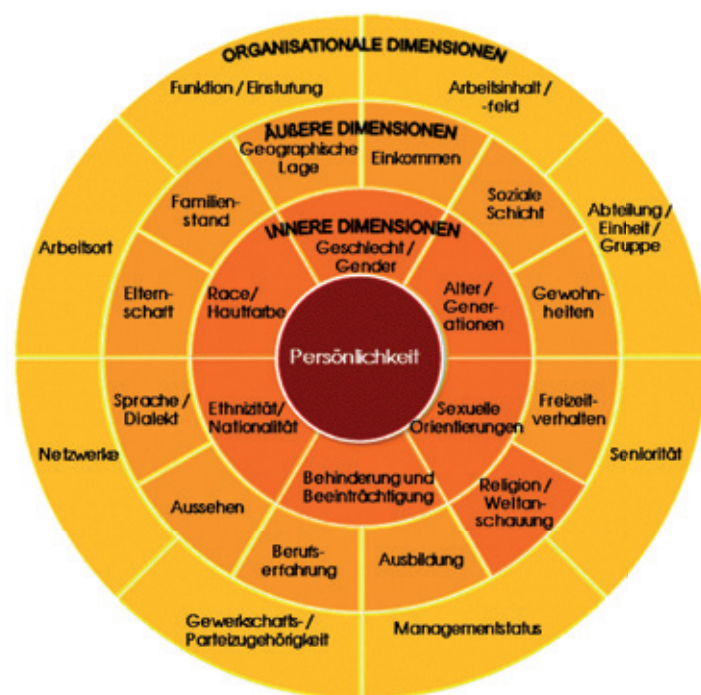 ORGANISATIONALE DIMENSIONEN
Funktion / Einstufung
Arbeitsinhalt /
-feld
Abteilung /
Einheit /
Gruppe
Seniorität
Managementstatus
Gewerkschafts- /
Parteizugehörigkeit
Netzwerke
Arbeitsort
ÄUßERE DIMENSIONEN
Geographische
Lage
Einkommen
Soziale
Schicht
Gewohn-
heiten
Freizeit-
verhalten
Religion /
Weltan-
schauung
Ausbildung
Berufs-
erfahrung
Aussehen
Sprache /
Dialekt
Eltern-
schaft
Familien-
stand
INNERE DIMENSIONEN
Geschlecht /
Gender
Alter /
Gener-
ationen
Sexuelle
Orientierungen
Behinderung und
Beeinträchtigung
Ethnizität/
Nationalität
Race/
Hautfarbe
Persönlichkeit